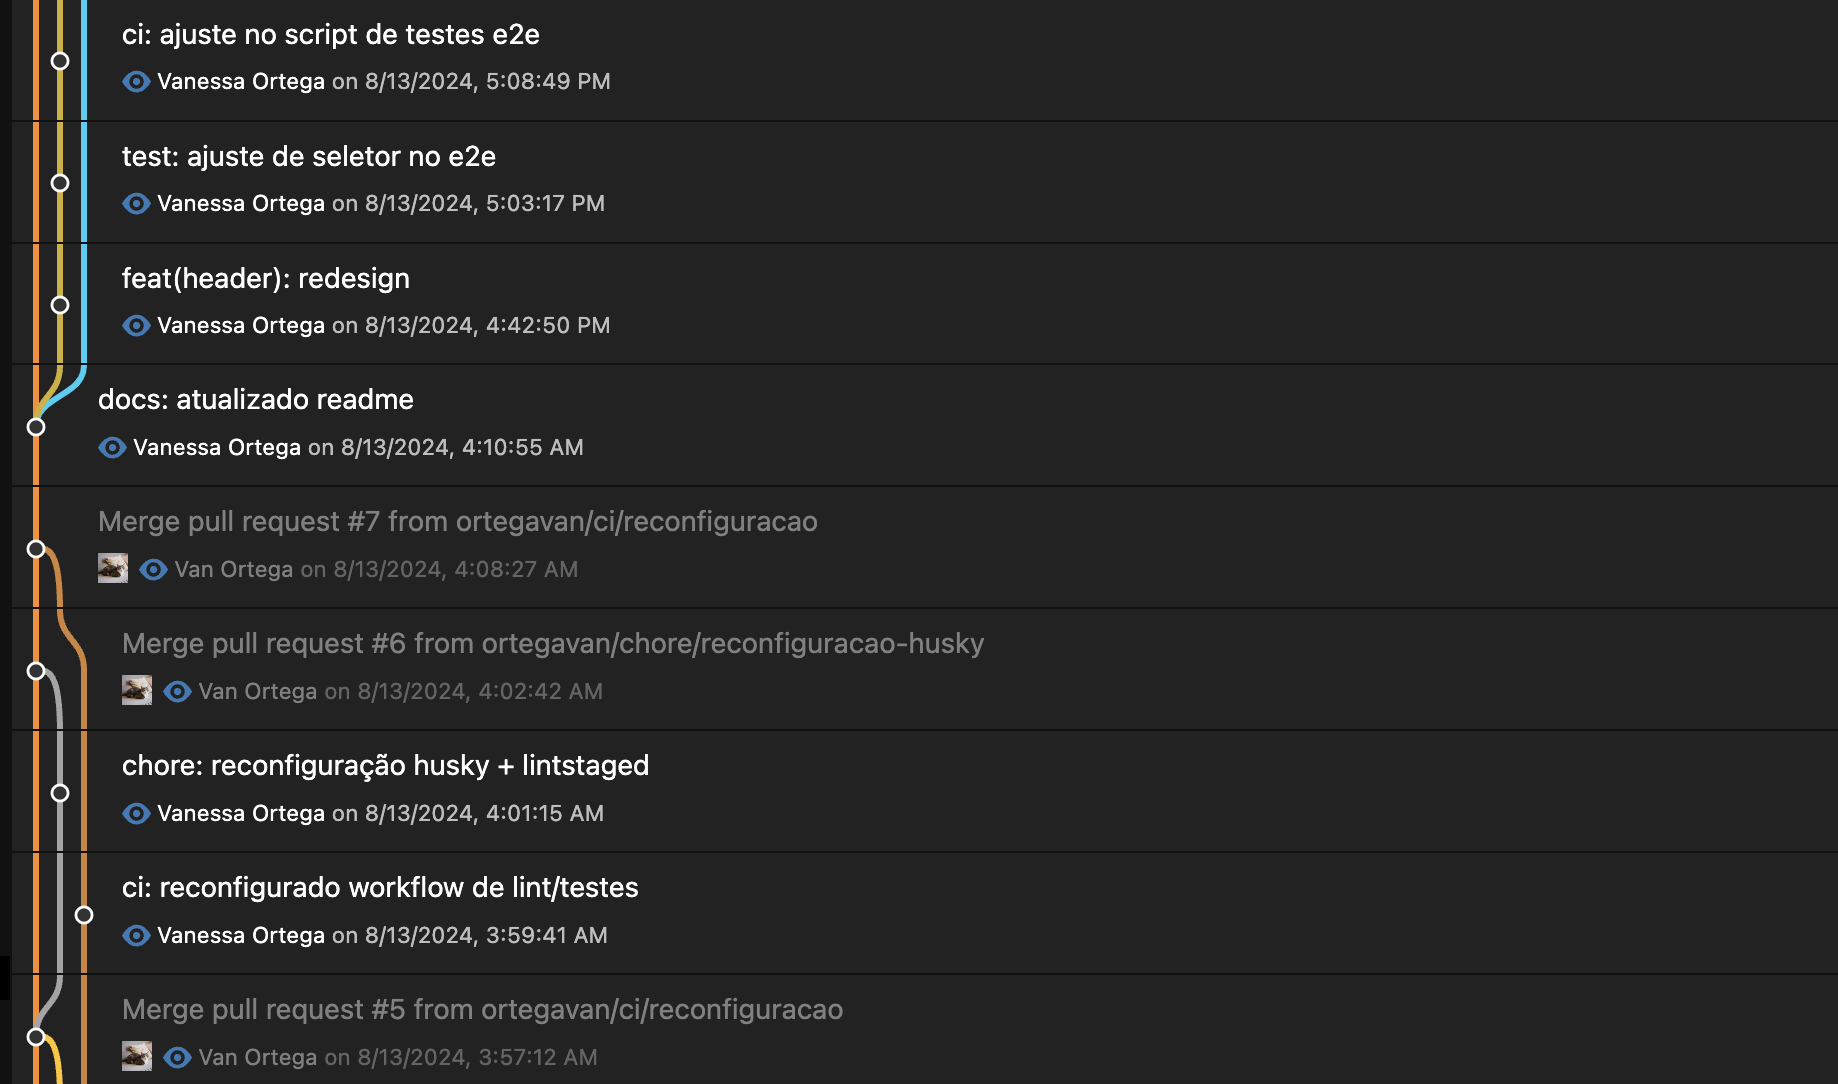 ci: ajuste no script de testes e2e
Vanessa Ortega on 8/13/2024, 5:08:49 PM
test: ajuste de seletor no e2e
Vanessa Ortega on 8/13/2024, 5:03:17 PM
feat(header): redesign
Vanessa Ortega on 8/13/2024, 4:42:50 PM
docs: atualizado readme
Vanessa Ortega on 8/13/2024, 4:10:55 AM
Merge pull request #7 from ortegavan/ci/reconfiguracao
Van Ortega on 8/13/2024, 4:08:27 AM
Merge pull request #6 from ortegavan/chore/reconfiguracao-husky
Van Ortega on 8/13/2024, 4:02:42 AM
chore: reconfiguração husky + lintstaged
Vanessa Ortega on 8/13/2024, 4:01:15 AM
ci: reconfigurado workflow de lint/testes
Vanessa Ortega on 8/13/2024, 3:59:41 AM
Merge pull request #5 from ortegavan/ci/reconfiguracao
Van Ortega on 8/13/2024, 3:57:12 AM